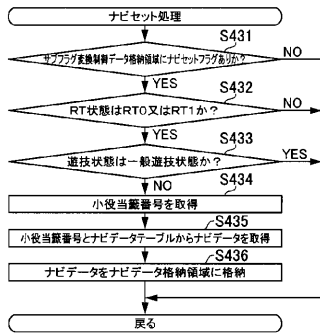 ナビセット処理
S431
サブフラグ変換制御データ格納領域にナビセットフラグありか？
NO
YES
S432
RT状態はRT0又はRT1か？
NO
YES
S433
遊技状態は一般遊技状態か？
YES
NO
S434
小役当籤番号を取得
S435
小役当籤番号とナビデータテーブルからナビデータを取得
S436
ナビデータをナビデータ格納領域に格納
戻る